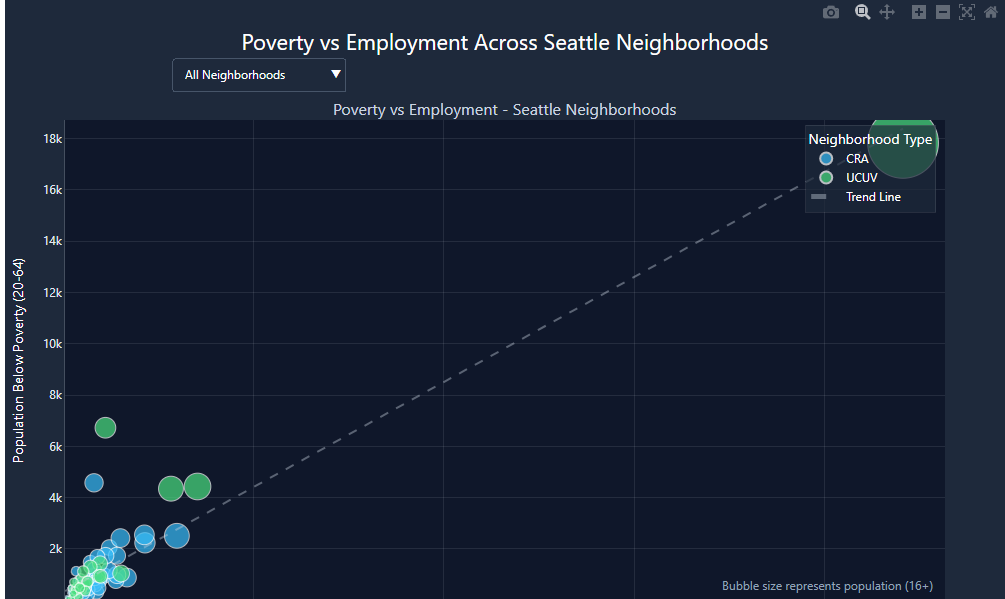 Poverty vs Employment Across Seattle Neighborhoods
All Neighborhoods
Poverty vs Employment - Seattle Neighborhoods
Neighborhood Type
CRA
UCUV
Trend Line
18k
16k
14k
12k
10k
8k
6k
4k
2k
Population Below Poverty (20-64)
Bubble size represents population (16+)